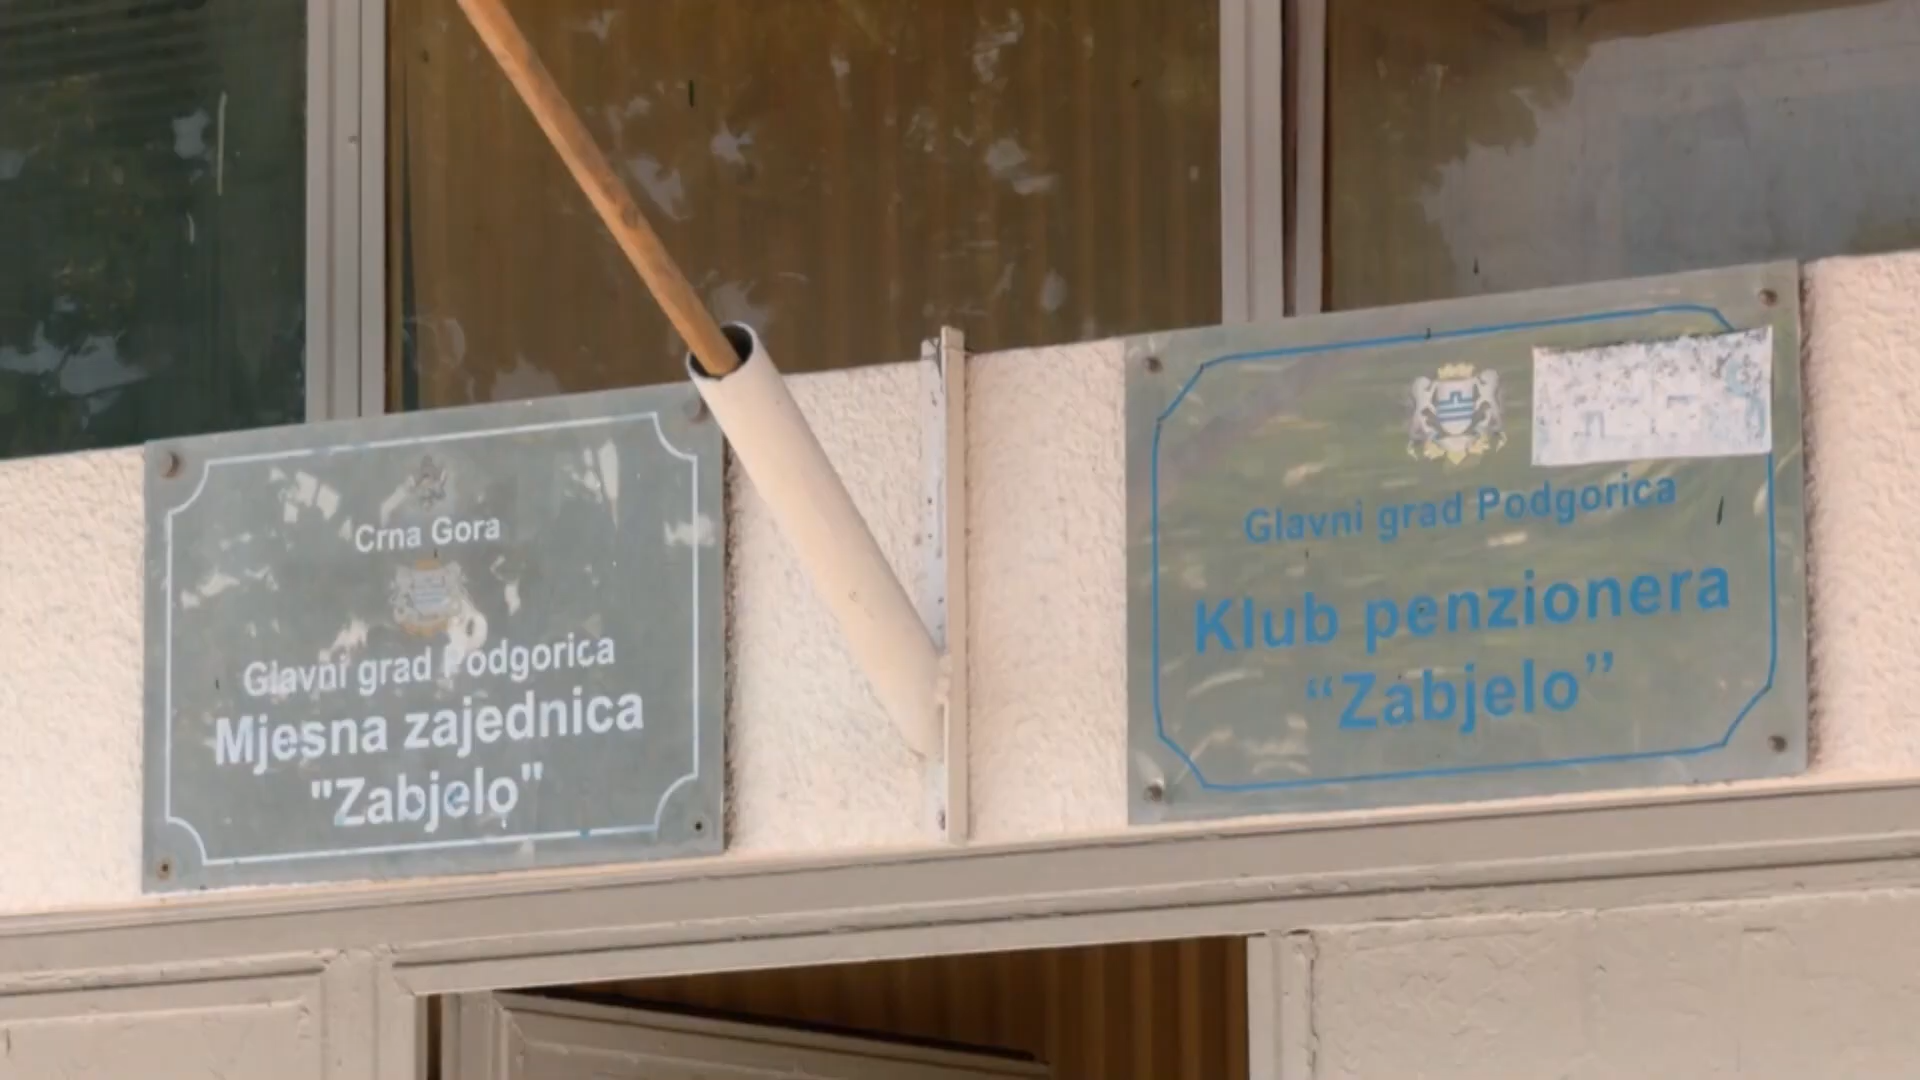 Crna Gora
Glavni grad Podgorica
Mjesna zajednica
"Zabjelo"
Glavni grad Podgorica
Klub penzionera
“Zabjelo”